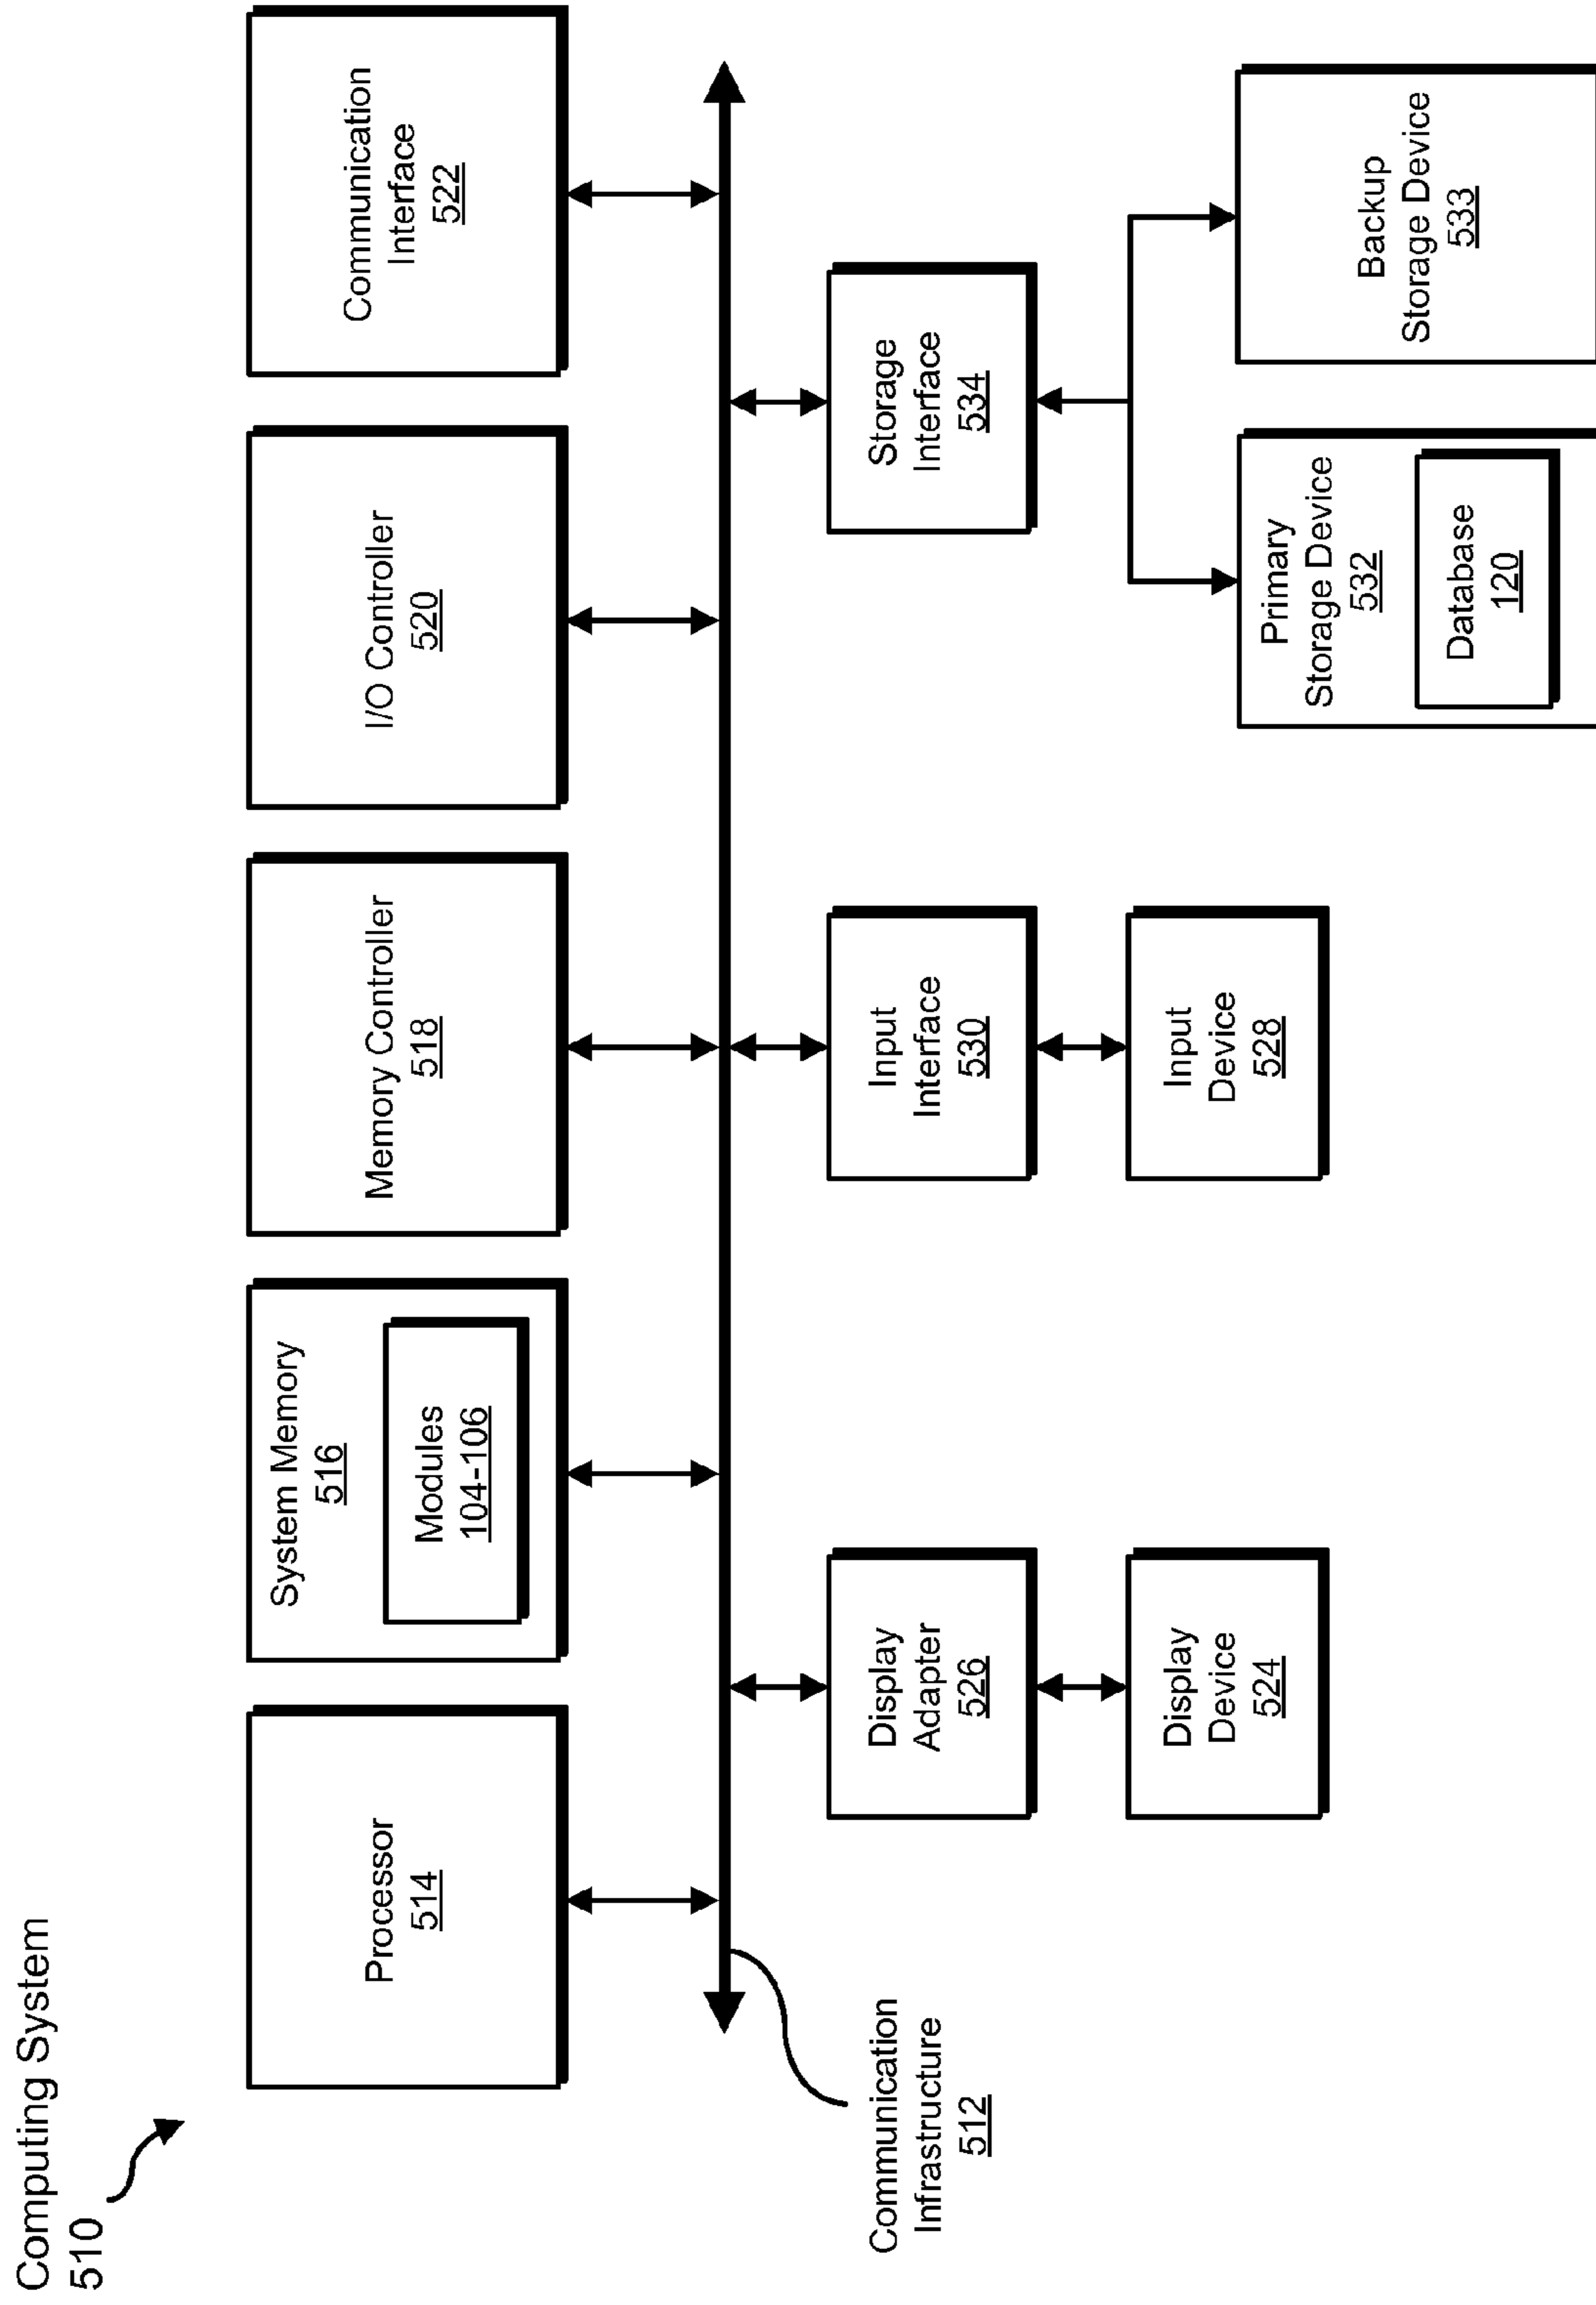 Computing System
510
Processor
514
System Memory
516
Modules
104-106
Memory Controller
518
I/O Controller
520
Communication
Interface
522
Communication
Infrastructure
512
Display
Adapter
526
Input
Interface
530
Storage
Interface
534
Display
Device
524
Input
Device
528
Primary
Storage Device
532
Database
120
Backup
Storage Device
533